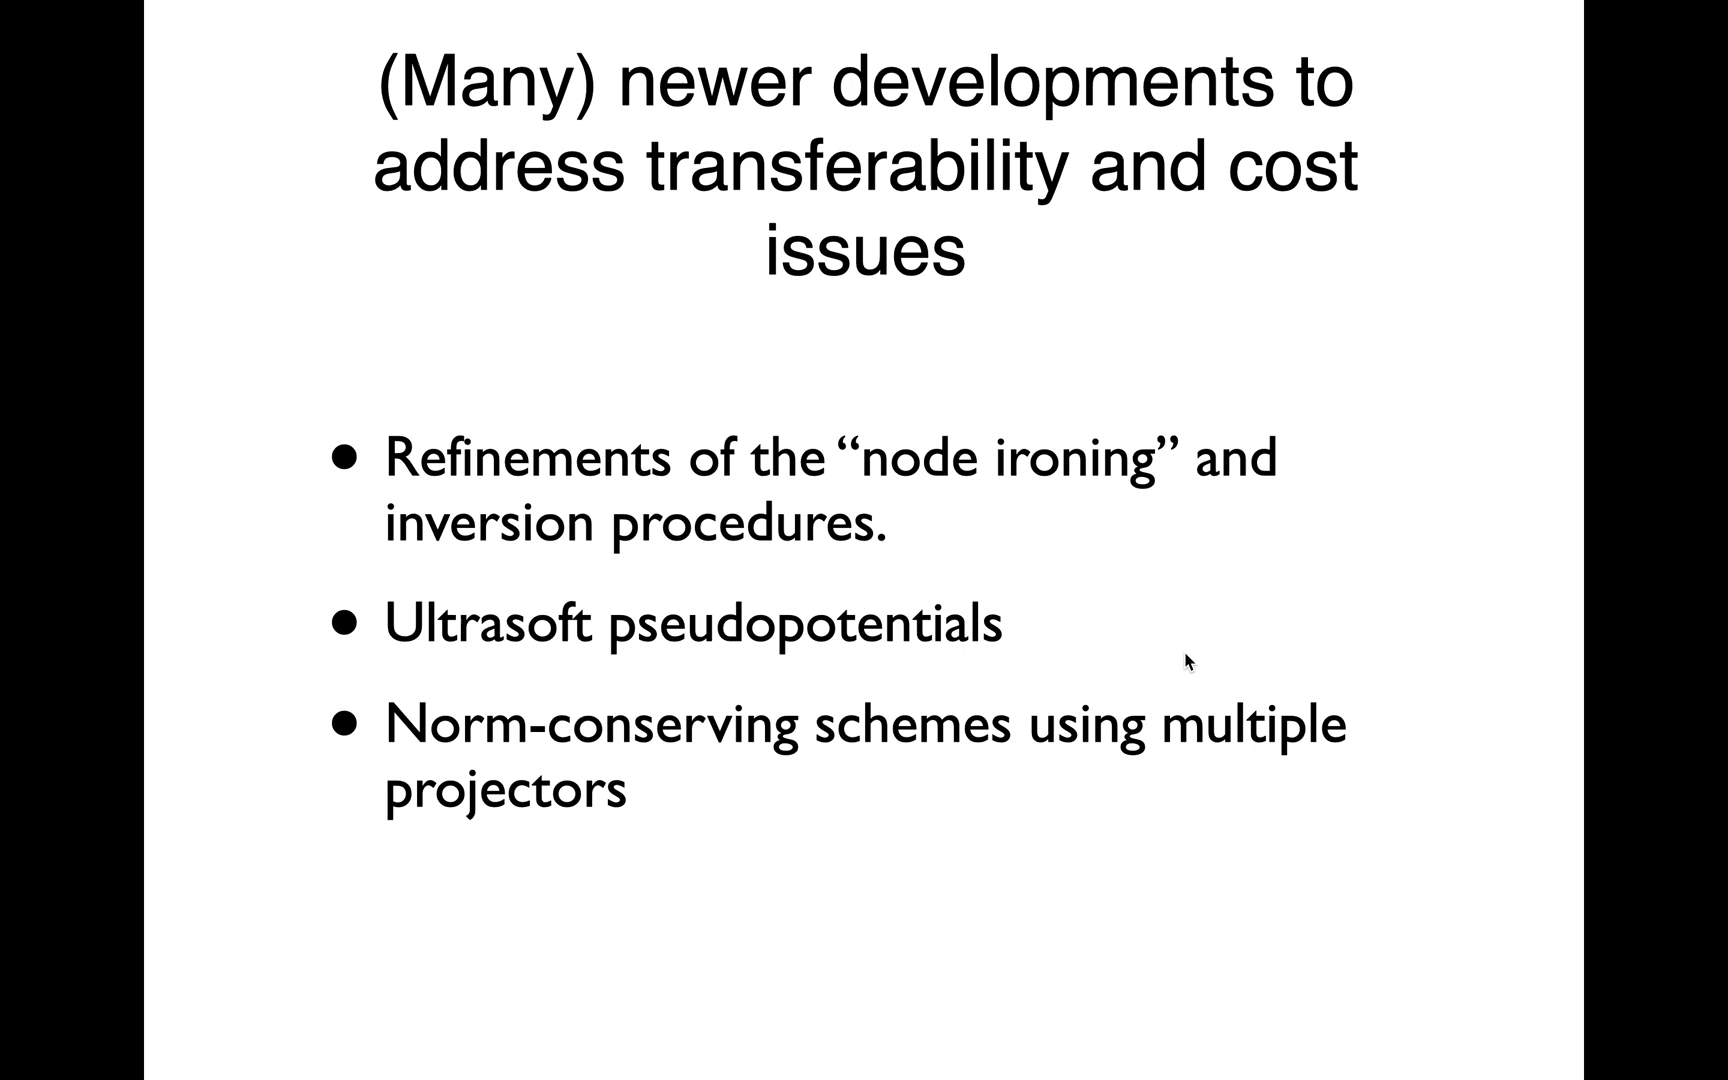 (Many) newer developments to
address transferability and cost
issues
• Refinements of the “node ironing” and
inversion procedures.
• Ultrasoft pseudopotentials
• Norm-conserving schemes using multiple
projectors